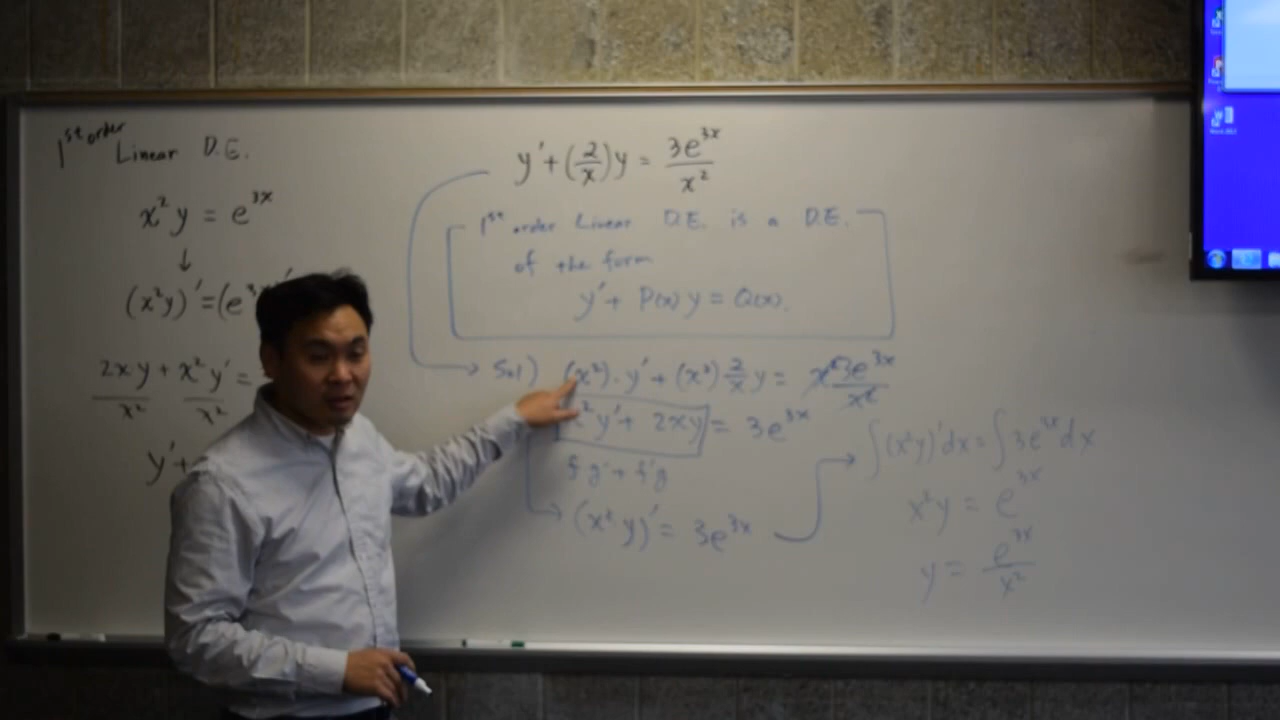 1st order
Linear D.E.
x²y = e^{3x}
↓
(x²y)' = (e
2xy/x² + x²y'/x² =
y' +
y' + (2/x)y = 3e^{3x}/x²
1st order Linear D.E. is a D.E.
of the form
y' + P(x)y = Q(x).
Sol) (x²)·y' + (x²) 2/x y = x²3e^{3x}/x²
x²y' + 2xy = 3e^{3x}
f g' + f'g
(x²y)' = 3e^{3x}
∫(x²y)'dx = ∫3e^{3x}dx
x²y = e^{3x}
y = e^{3x}/x²